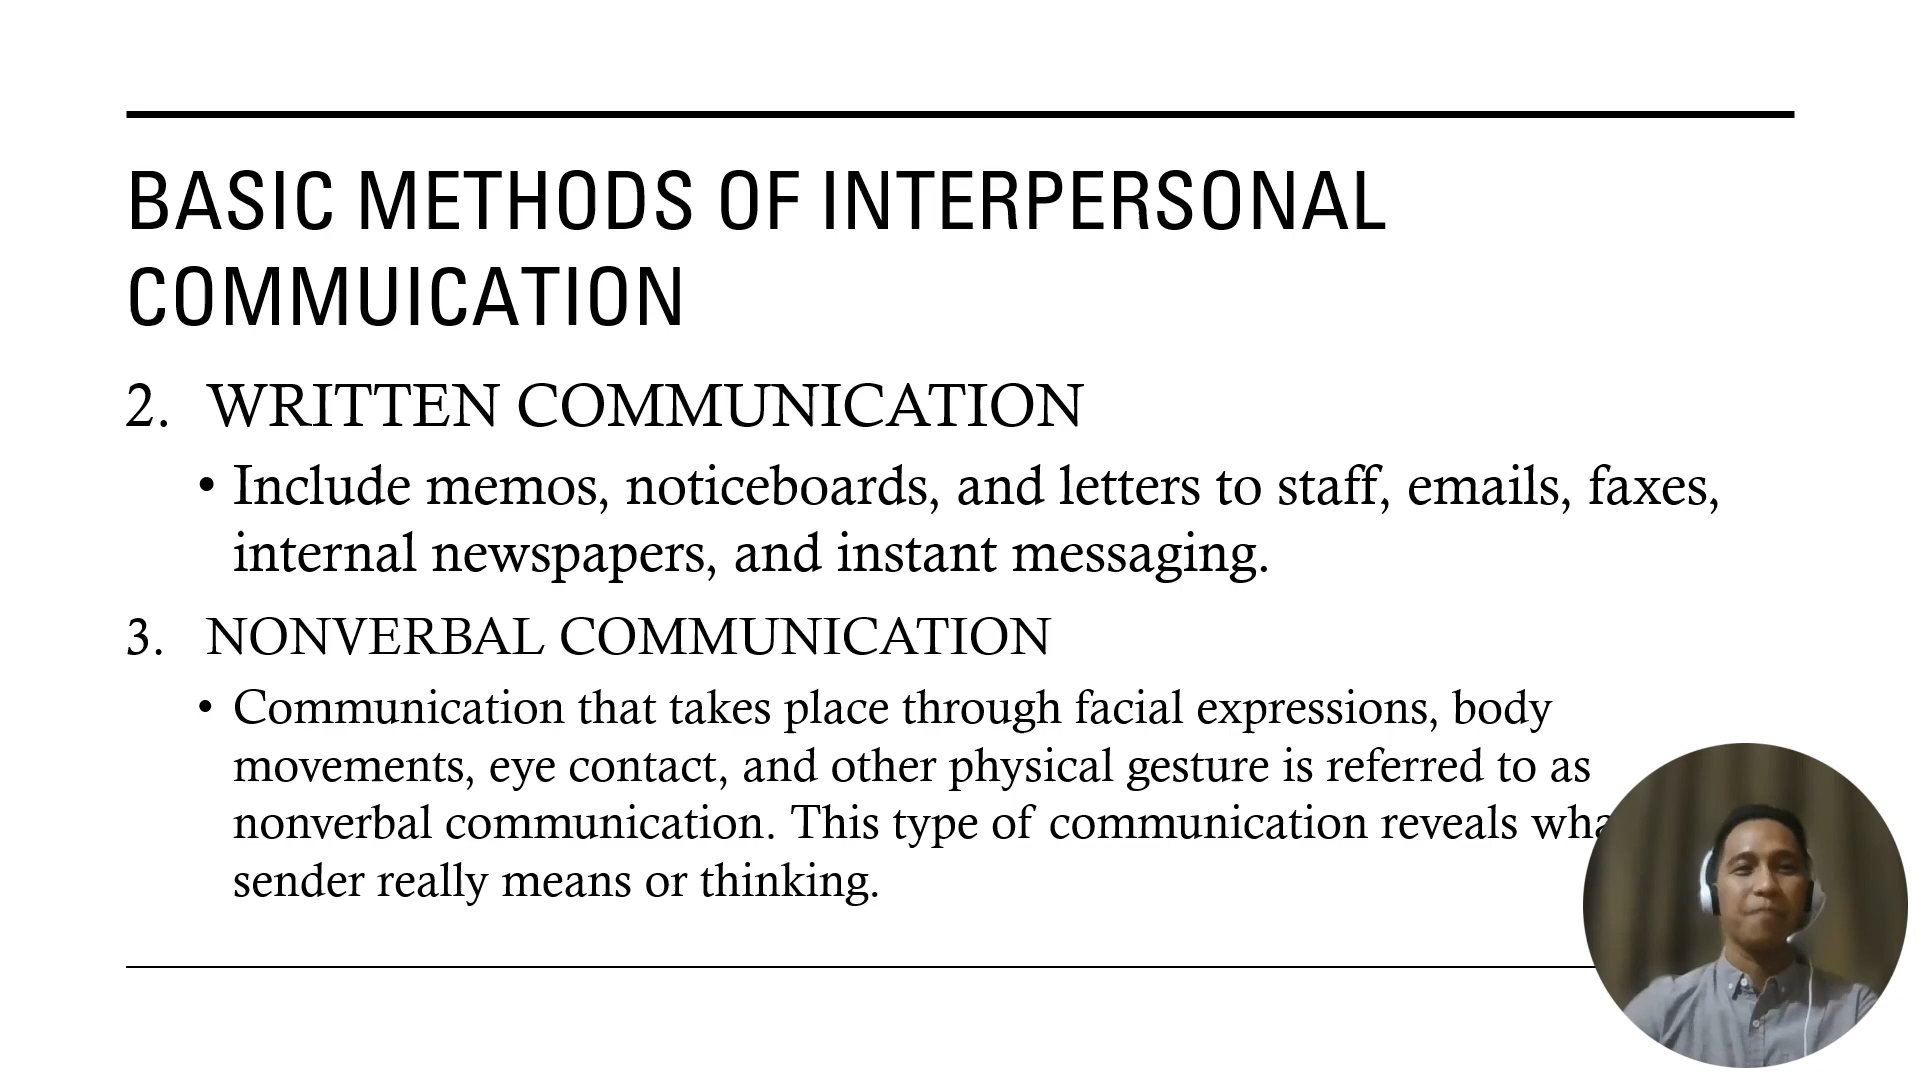 BASIC METHODS OF INTERPERSONAL
COMMUICATION
2. WRITTEN COMMUNICATION
• Include memos, noticeboards, and letters to staff, emails, faxes,
internal newspapers, and instant messaging.
3. NONVERBAL COMMUNICATION
• Communication that takes place through facial expressions, body
movements, eye contact, and other physical gesture is referred to as
nonverbal communication. This type of communication reveals
sender really means or thinking.